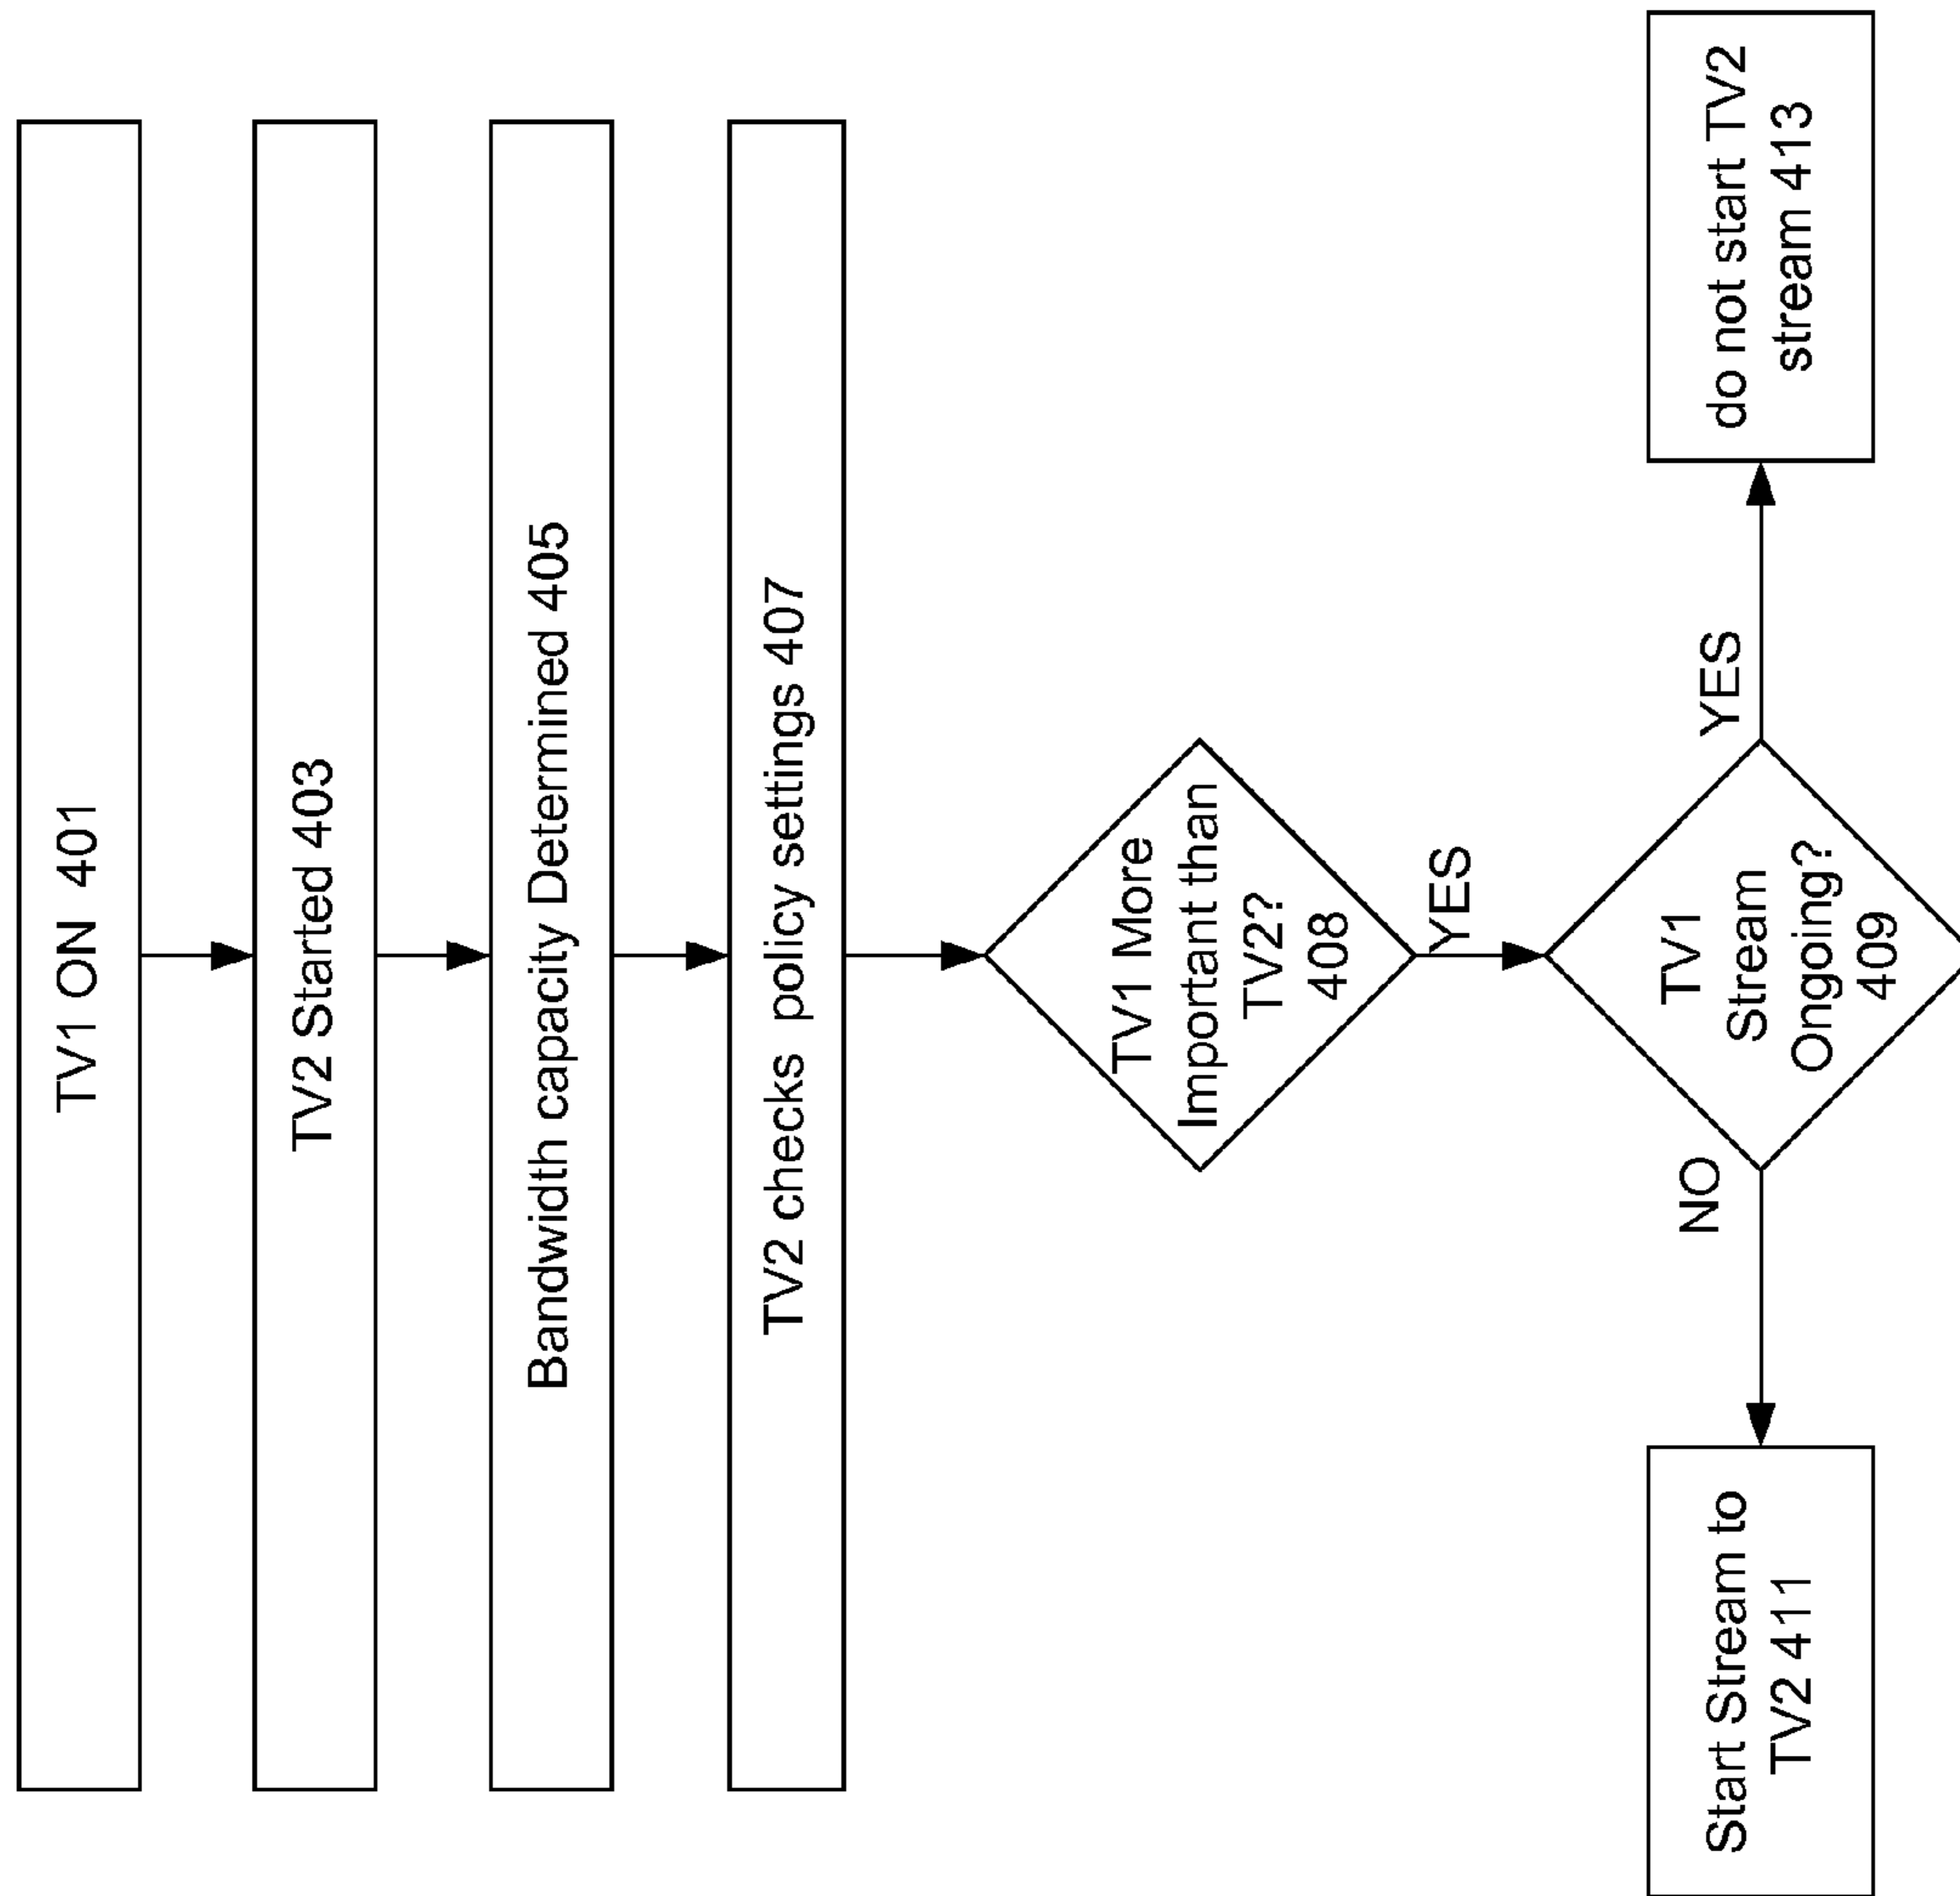 TV1 ON 401
TV2 Started 403
Bandwidth capacity Determined 405
TV2 checks policy settings 407
TV1 More
Important than
TV2?
408
YES
TV1
Stream
Ongoing?
409
NO
YES
Start Stream to
TV2 411
do not start TV2
stream 413